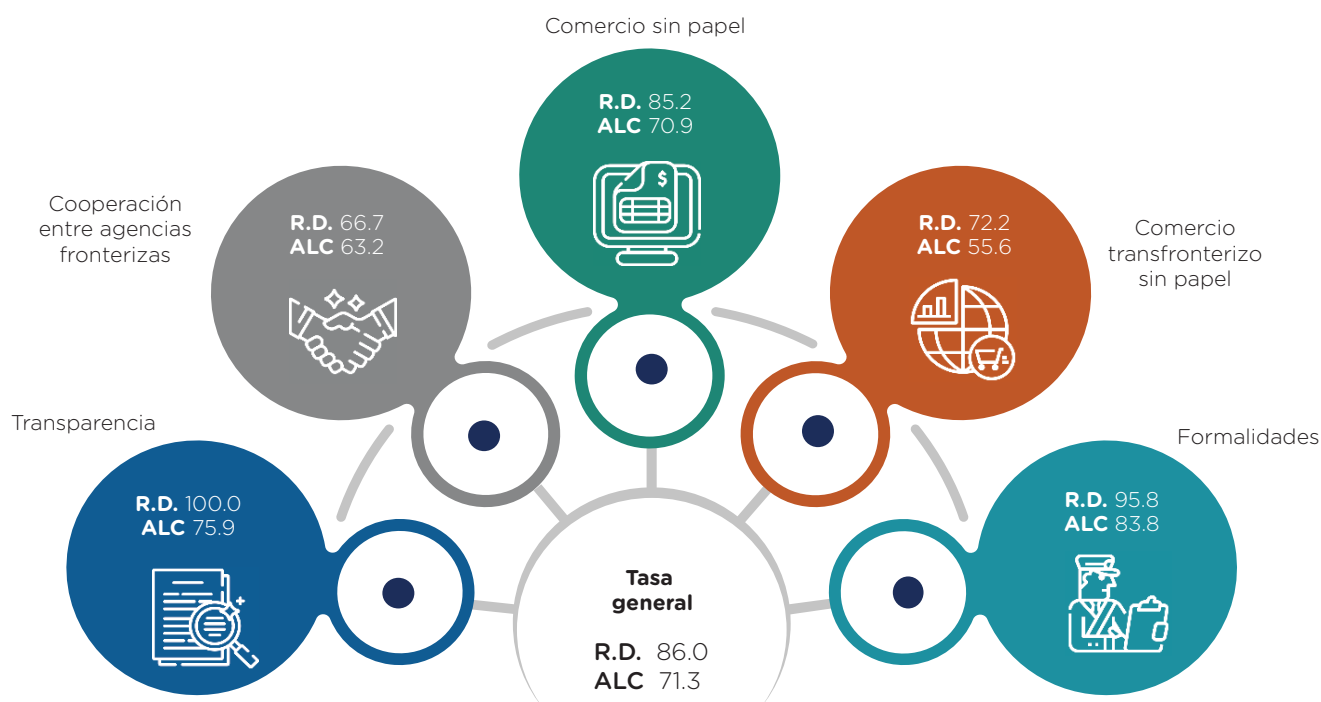 Comercio sin papel
R.D. 85.2
ALC 70.9
$
Cooperación
entre agencias
fronterizas
R.D. 66.7
ALC 63.2
R.D. 72.2
ALC 55.6
Comercio
transfronterizo
sin papel
Transparencia
R.D. 100.0
ALC 75.9
Formalidades
R.D. 95.8
ALC 83.8
Tasa
general
R.D. 86.0
ALC 71.3